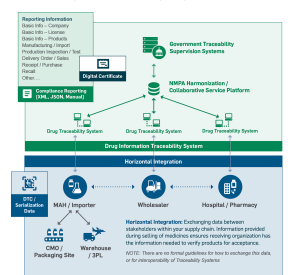 Reporting Information
Basic Info – Company
Basic Info – License
Basic Info – Products
Manufacturing / Import
Production Inspection / Test
Delivery Order / Sales
Receipt / Purchase
Recall
Other ...
Digital Certificate
Compliance Reporting
(XML, JSON, Manual)
Government Traceability
Supervision Systems
NMPA Harmonization /
Collaborative Service Platform
Drug Traceability System
Drug Traceability System
Drug Traceability System
Drug Information Traceability System
Horizontal Integration
DTC /
Serialization
Data
MAH / Importer
Wholesaler
Hospital / Pharmacy
CMO /
Packaging Site
Warehouse
/ 3PL
Horizontal Integration: Exchanging data between
stakeholders within your supply chain. Information provided
during selling of medicines ensures receiving organization has
the information needed to verify products for acceptance.
NOTE: There are no formal guidelines for how to exchange this data,
or for interoperability of Traceability Systems